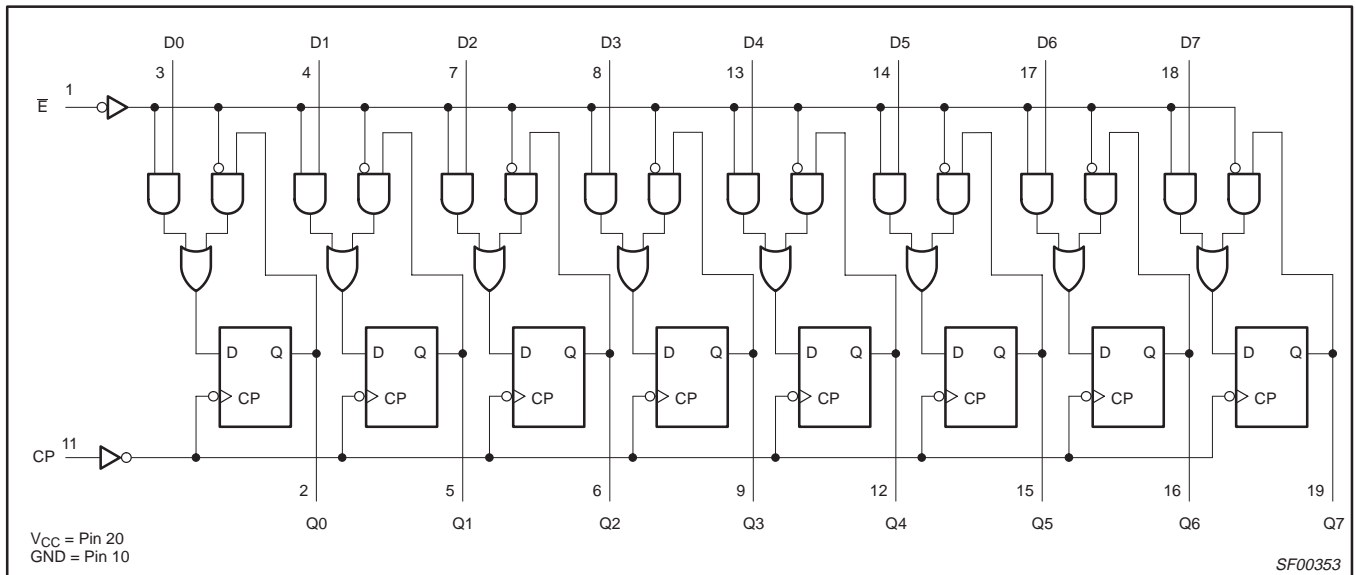 D0 D1 D2 D3 D4 D5 D6 D7
3 4 7 8 13 14 17 18
1
E̅
D Q D Q D Q D Q D Q D Q D Q D Q
CP CP CP CP CP CP CP CP
11
CP
2 5 6 9 12 15 16 19
Q0 Q1 Q2 Q3 Q4 Q5 Q6 Q7
VCC = Pin 20
GND = Pin 10
SF00353